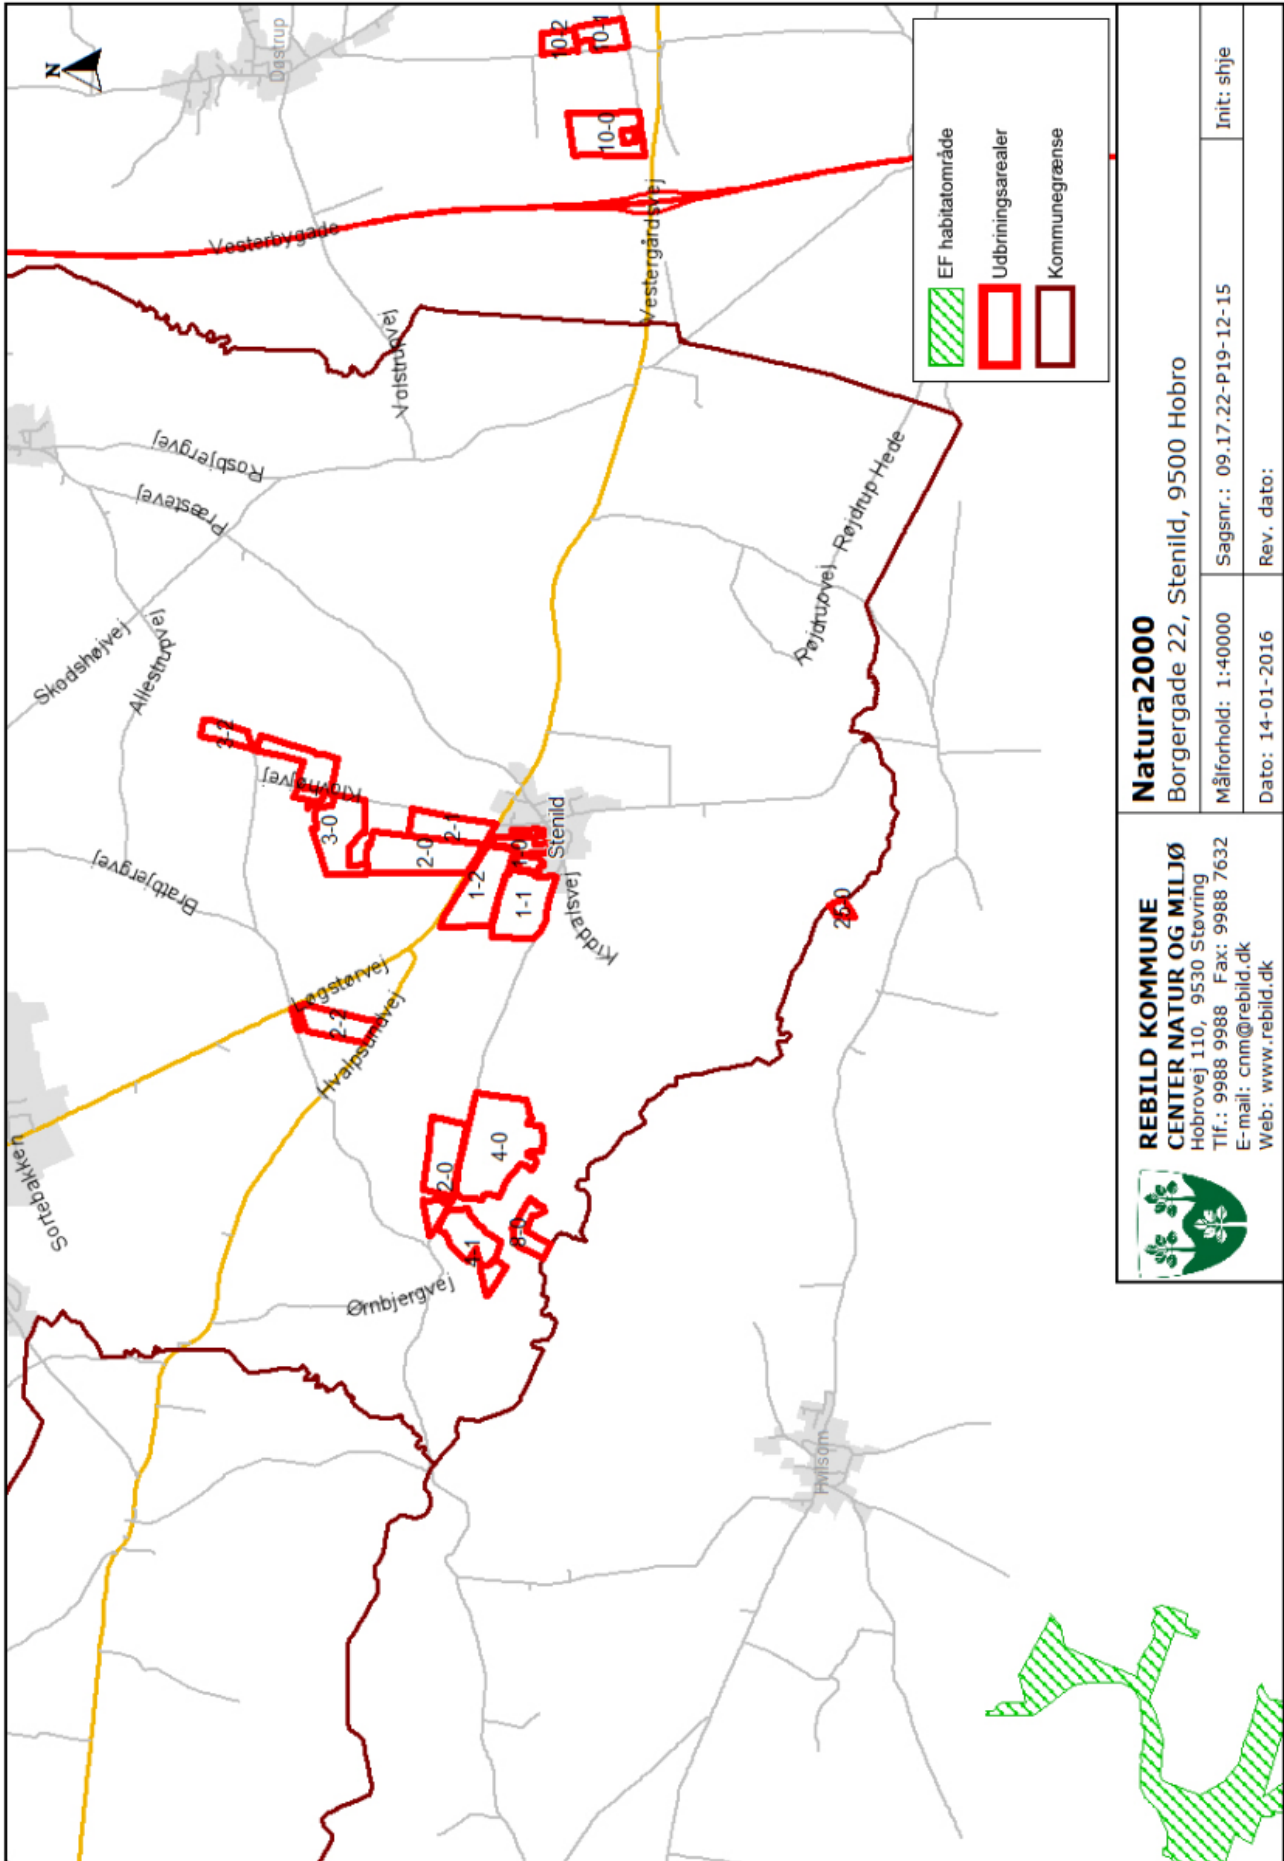 N
Døstrup
10-2
10-1
10-0
Vesterbygade
Vestergårdsvej
Valstrupvej
Rosbjergvej
Præstevej
Skodshøjvej
Allestrupvej
Røjdrupvej
Røjdrup Hede
3-2
Kløvhøjvej
3-0
2-1
2-0
1-0
Stenild
1-2
1-1
Kiddalsvej
Bratbjergvej
Løgstørvej
2-2
Hvalpsundvej
Sortebakken
2-0
4-0
4-1
8-0
Ørnbjergvej
Hvilsom
EF habitatområde
Udbriningsarealer
Kommunegrænse
REBILD KOMMUNE
CENTER NATUR OG MILJØ
Hobrovej 110, 9530 Støvring
Tlf.: 9988 9988 Fax: 9988 7632
E-mail: cnm@rebild.dk
Web: www.rebild.dk
Natura2000
Borgergade 22, Stenild, 9500 Hobro
Målforhold: 1:40000
Sagsnr.: 09.17.22-P19-12-15
Init: shje
Dato: 14-01-2016
Rev. dato: